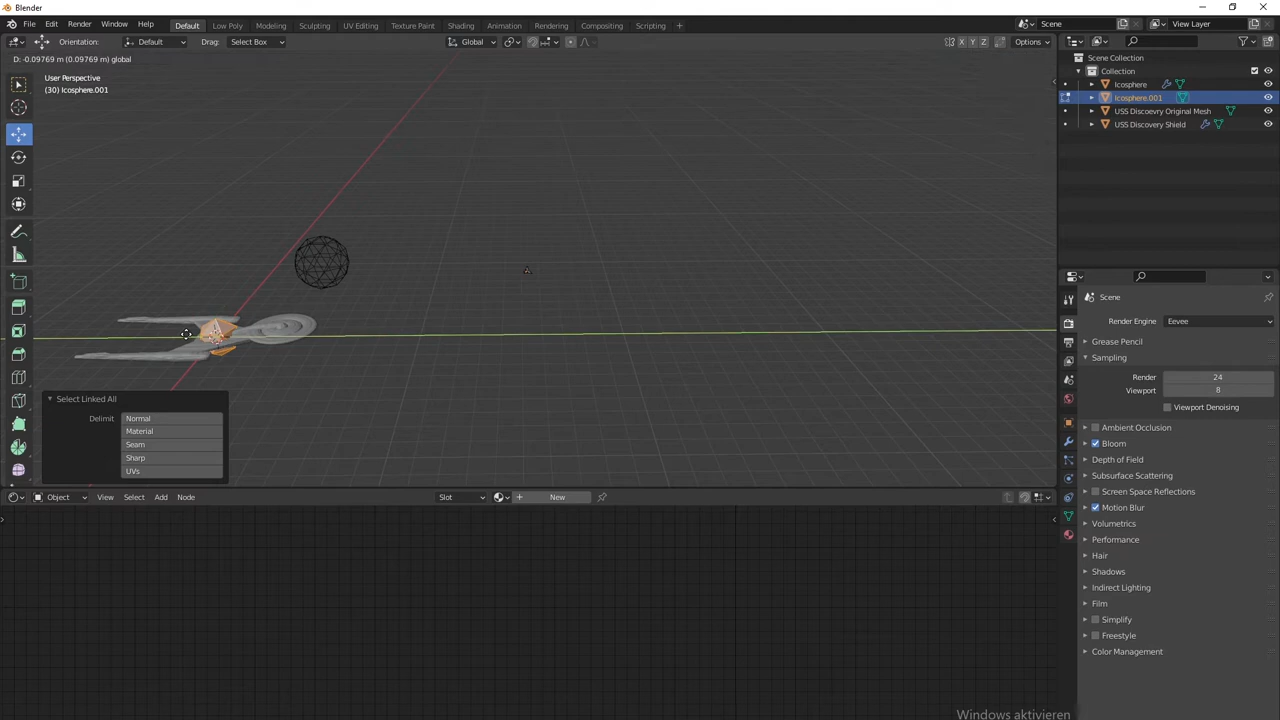 Blender
File Edit Render Window Help Default Low Poly Modeling Sculpting UV Editing Texture Paint Shading Animation Rendering Compositing Scripting + Scene View Layer
Orientation: Default Drag: Select Box Global X Y Z Options
D: -0.09769 m (0.09769 m) global
User Perspective
(30) Icosphere.001
Scene Collection
Collection
Icosphere
Icosphere.001
USS Discoevry Original Mesh
USS Discovery Shield
Scene
Render Engine Eevee
Grease Pencil
Sampling
Render 24
Viewport 8
Viewport Denoising
Ambient Occlusion
Bloom
Depth of Field
Subsurface Scattering
Screen Space Reflections
Motion Blur
Volumetrics
Performance
Hair
Shadows
Indirect Lighting
Film
Simplify
Freestyle
Color Management
Select Linked All
Delimit Normal
Material
Seam
Sharp
UVs
Object View Select Add Node Slot + New
Windows aktivieren